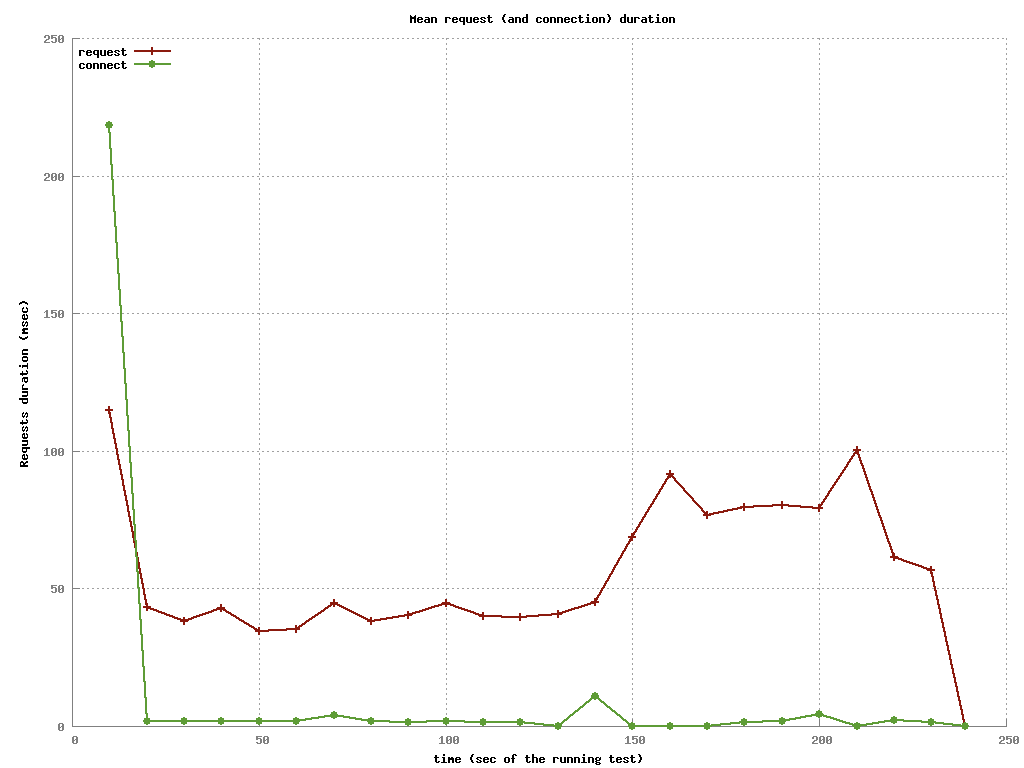 Mean request (and connection) duration
250
request
connect
200
150
Requests duration (msec)
100
50
0
0 50 100 150 200 250
time (sec of the running test)